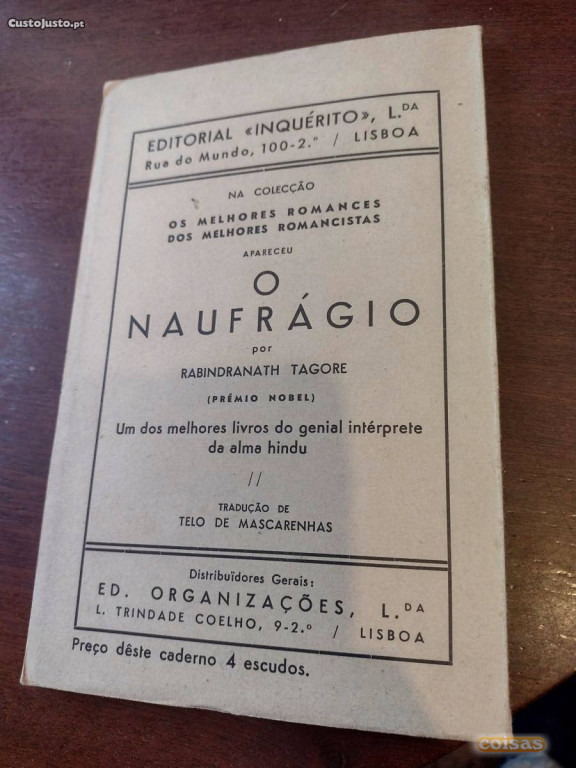 CustoJusto.pt
EDITORIAL «INQUÉRITO», L.DA
Rua do Mundo, 100-2.º / LISBOA
NA COLECÇÃO
OS MELHORES ROMANCES
DOS MELHORES ROMANCISTAS
APARECEU
O
NAUFRÁGIO
por
RABINDRANATH TAGORE
(PRÉMIO NOBEL)
Um dos melhores livros do genial intérprete
da alma hindu
//
TRADUÇÃO DE
TELO DE MASCARENHAS
Distribuïdores Gerais:
ED. ORGANIZAÇÕES, L.DA
L. TRINDADE COELHO, 9-2.º / LISBOA
Preço dêste caderno 4 escudos.
coisas